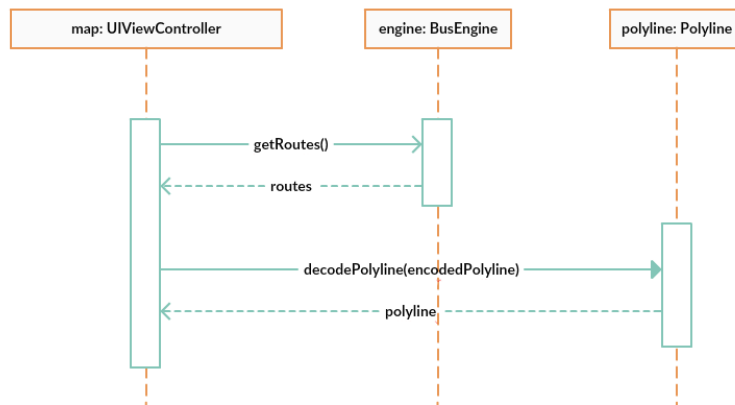 map: UIViewController
engine: BusEngine
polyline: Polyline
getRoutes()
routes
decodePolyline(encodedPolyline)
polyline